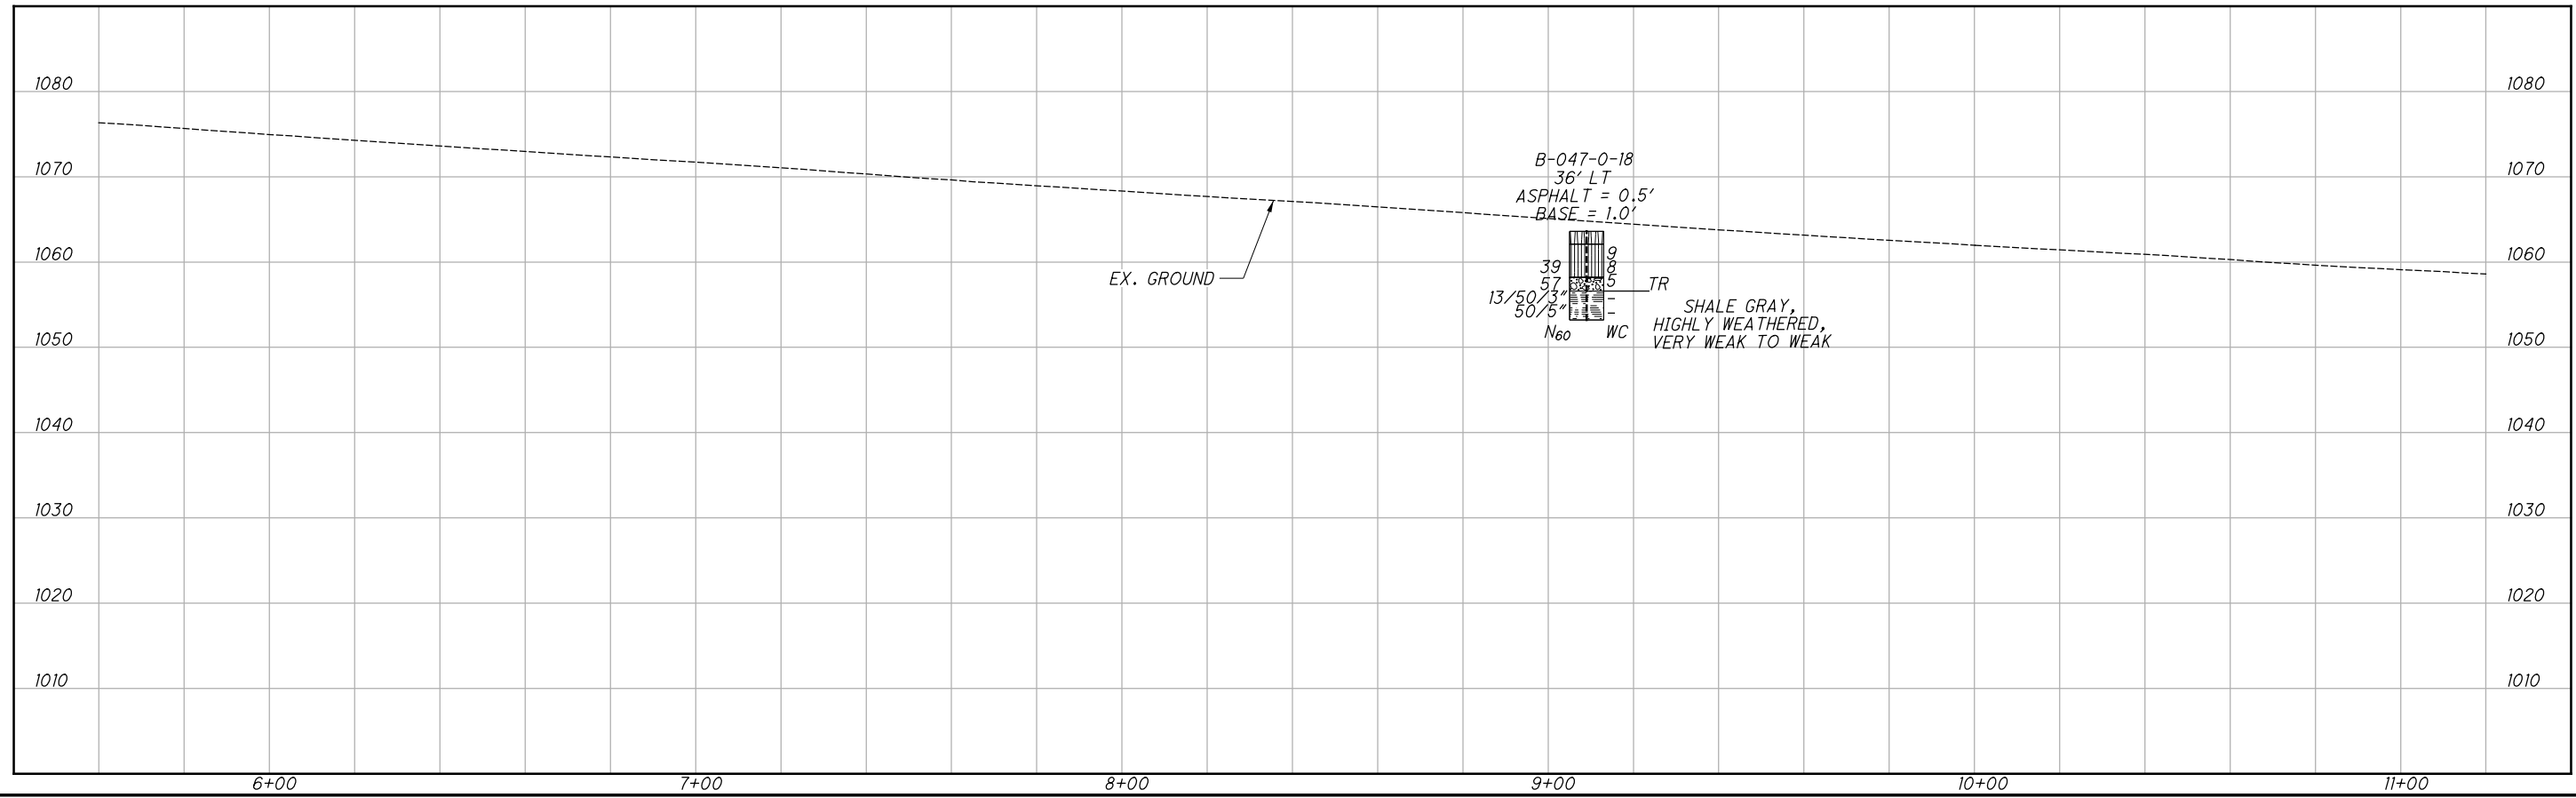 1080 1080
B-047-0-18
1070 36' LT 1070
ASPHALT = 0.5'
BASE = 1.0'
9
1060 39 8 1060
EX. GROUND 57 5 TR
13/50/3" - SHALE GRAY,
50/5" - HIGHLY WEATHERED,
N60 WC VERY WEAK TO WEAK
1050 1050
1040 1040
1030 1030
1020 1020
1010 1010
6+00 7+00 8+00 9+00 10+00 11+00